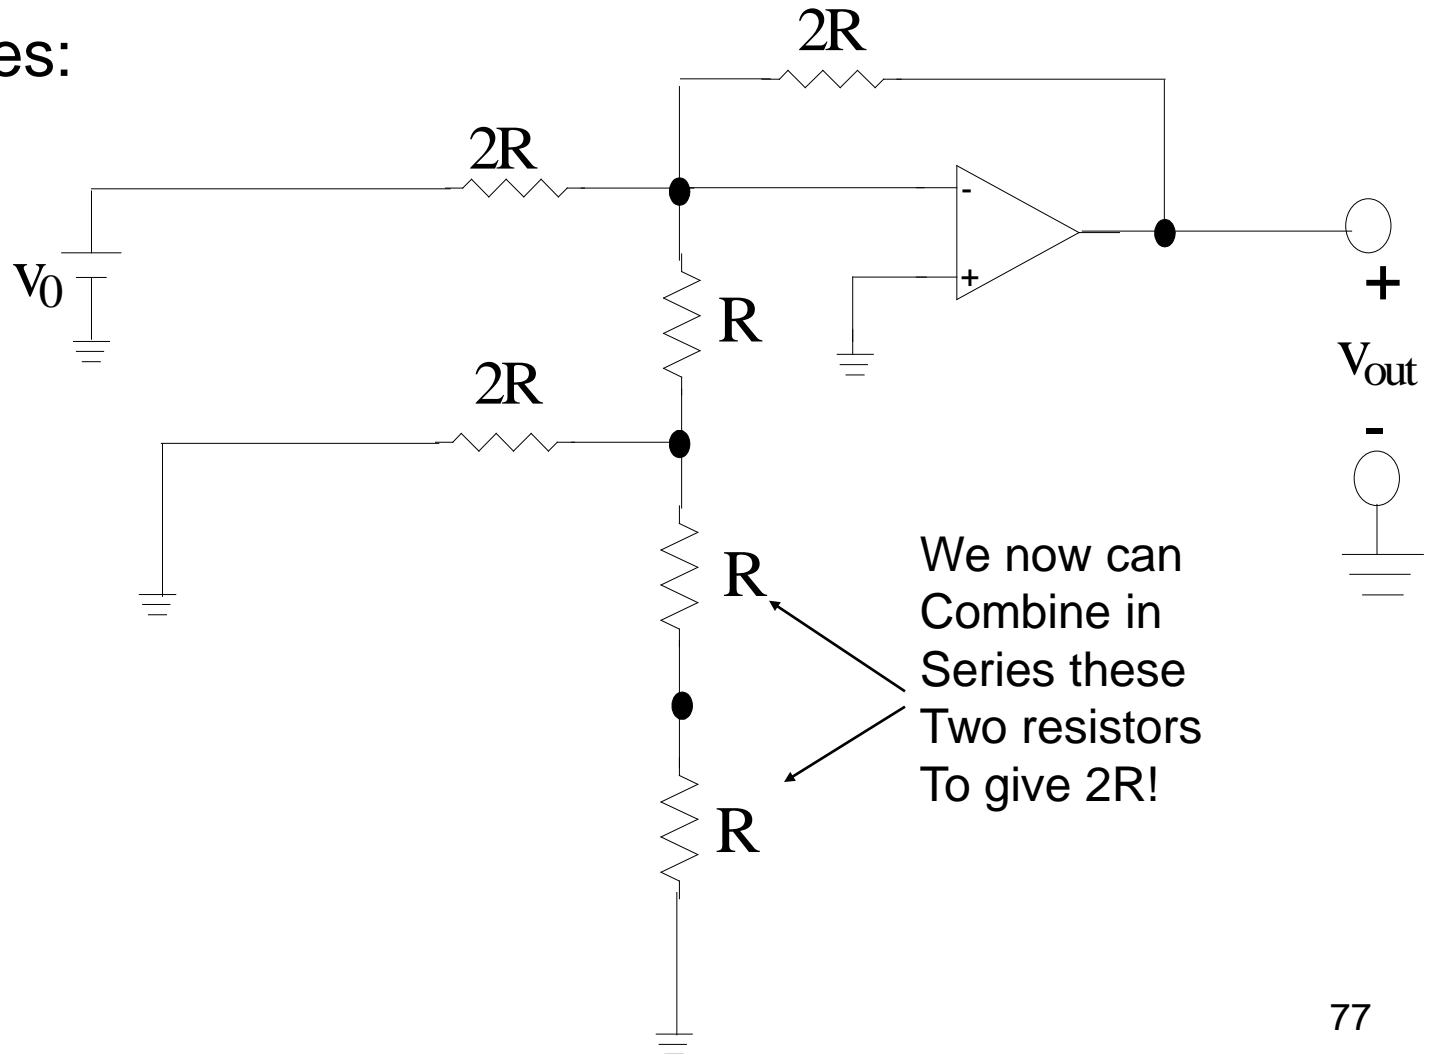 es:
2R
2R
-
+
v0
R
2R
+
vout
-
R
We now can
Combine in
Series these
Two resistors
To give 2R!
R
77